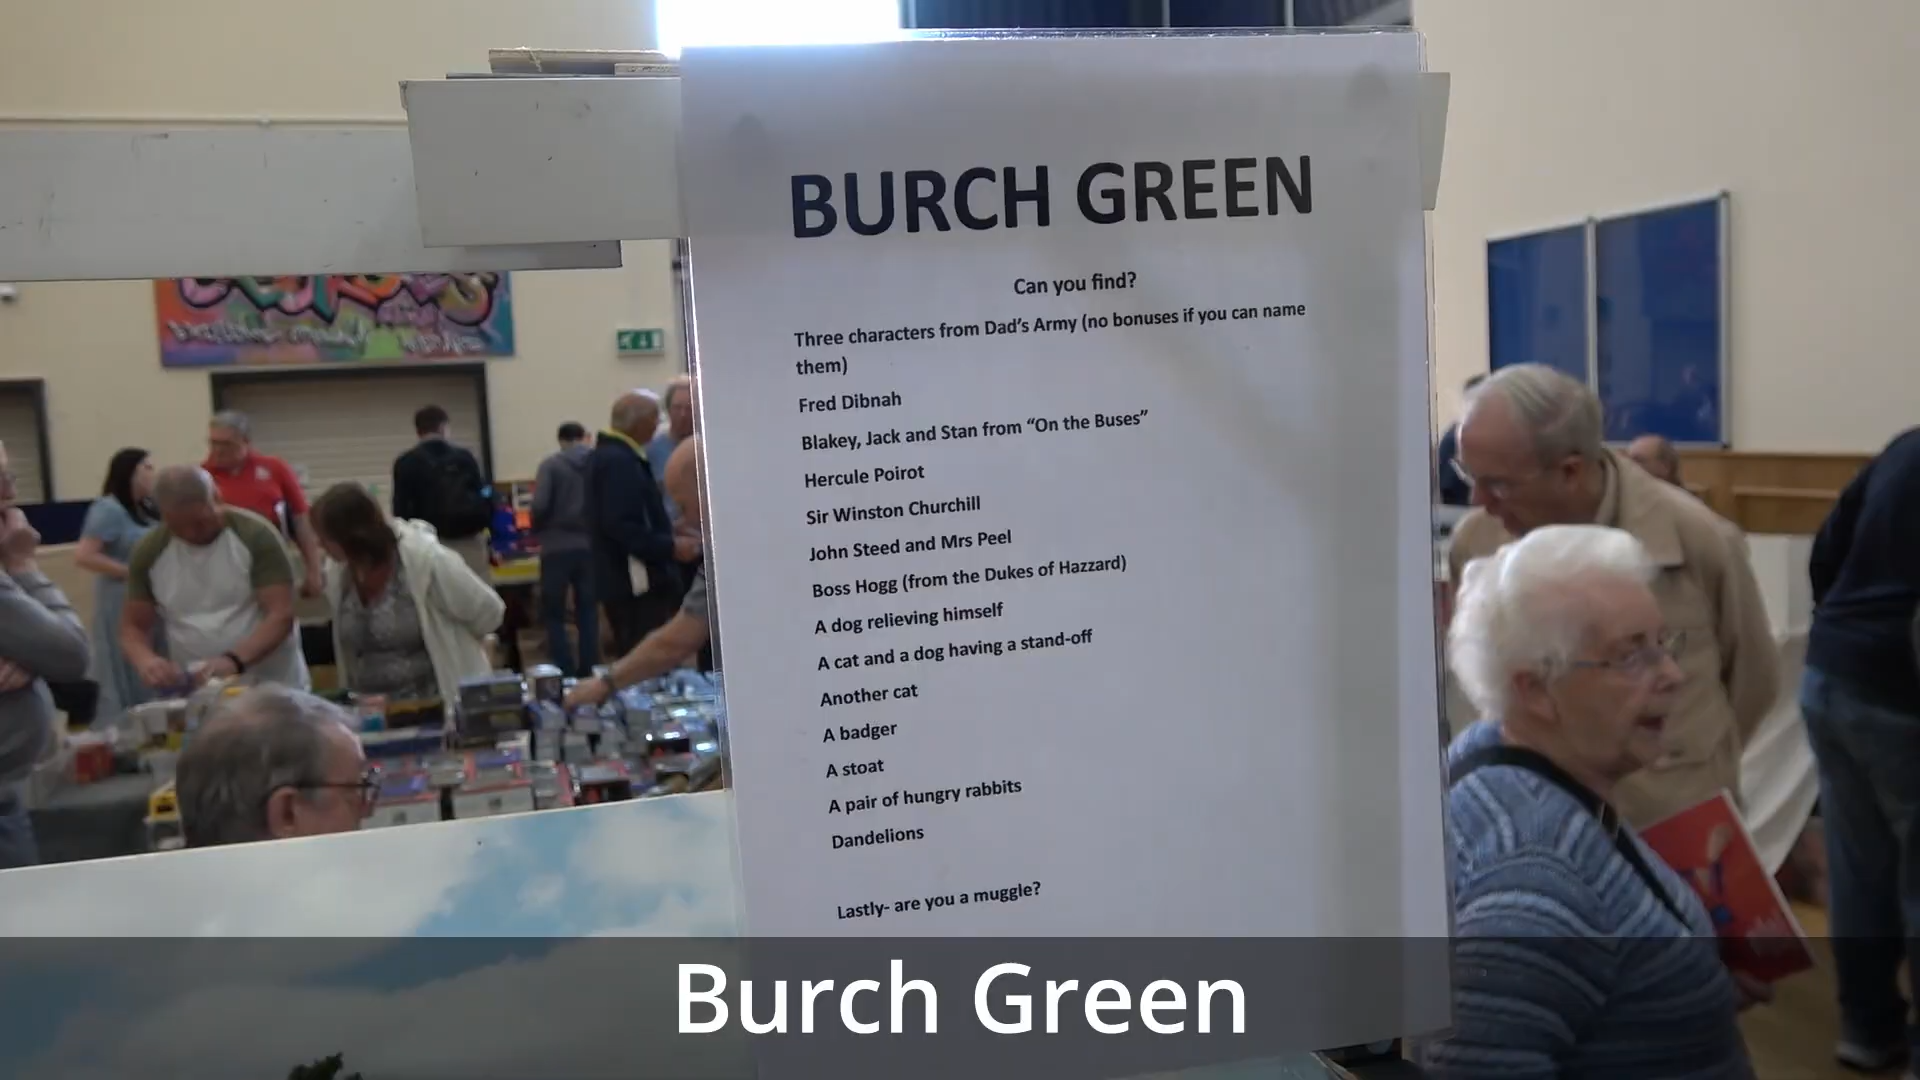 BURCH GREEN
Can you find?
Three characters from Dad's Army (no bonuses if you can name
them)
Fred Dibnah
Blakey, Jack and Stan from “On the Buses”
Hercule Poirot
Sir Winston Churchill
John Steed and Mrs Peel
Boss Hogg (from the Dukes of Hazzard)
A dog relieving himself
A cat and a dog having a stand-off
Another cat
A badger
A stoat
A pair of hungry rabbits
Dandelions
Lastly- are you a muggle?
Burch Green